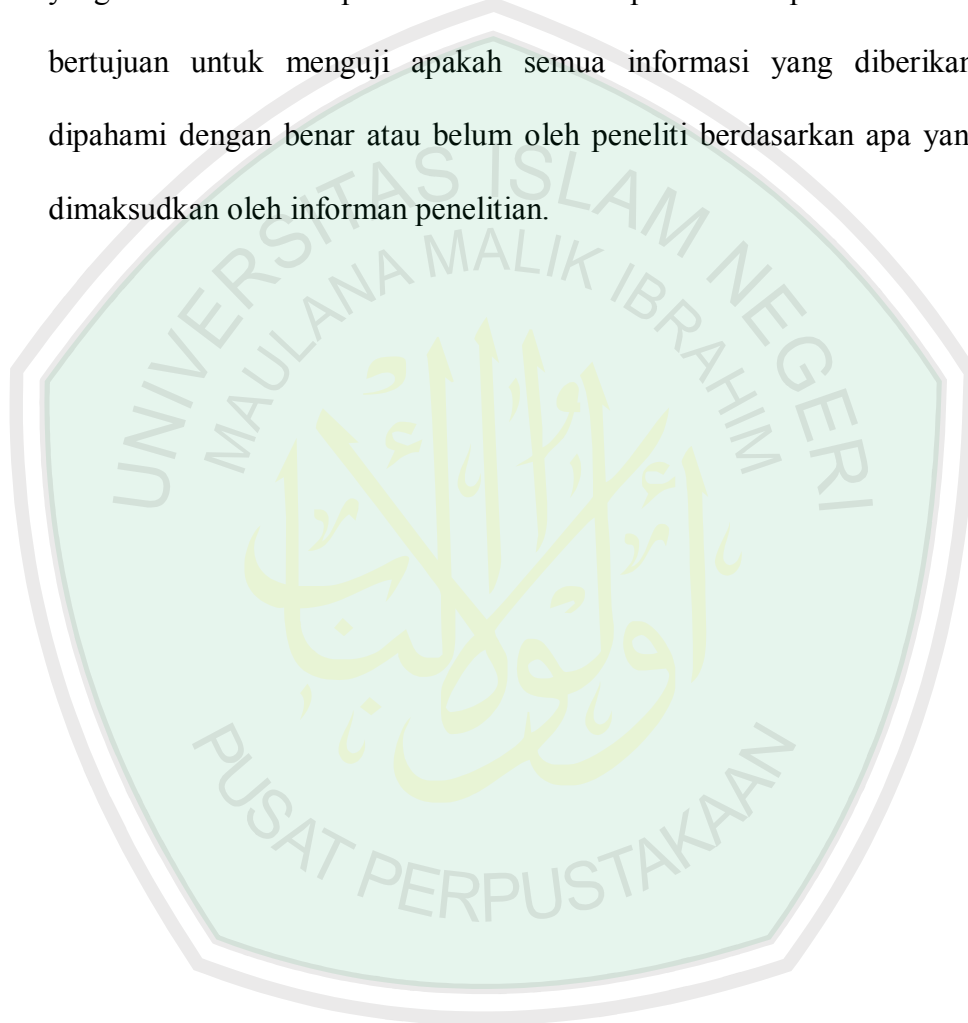 bertujuan untuk menguji apakah semua informasi yang diberikan
dipahami dengan benar atau belum oleh peneliti berdasarkan apa yan
dimaksudkan oleh informan penelitian.
UNIVERSITAS ISLAM NEGERI
MAULANA MALIK IBRAHIM
PUSAT PERPUSTAKAAN